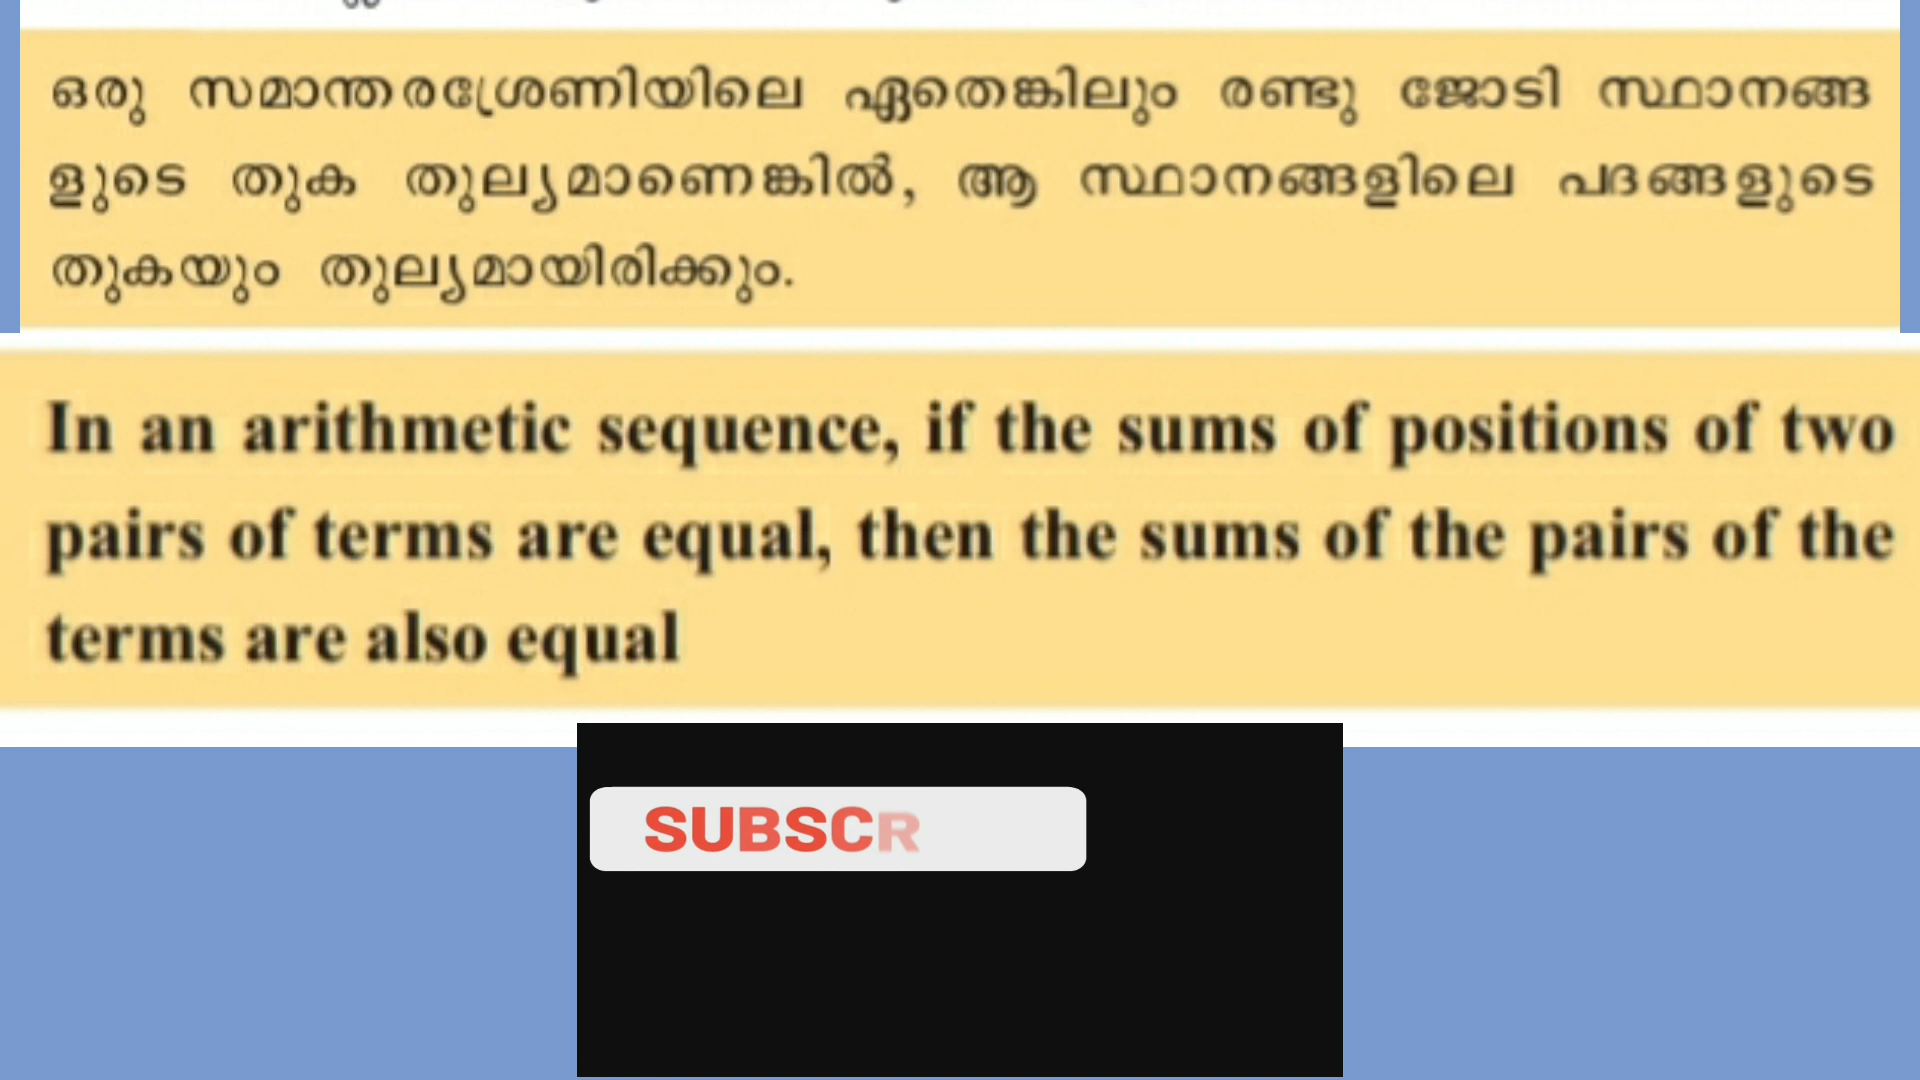 ഒരു സമാന്തരശ്രേണിയിലെ ഏതെങ്കിലും രണ്ടു ജോടി സ്ഥാനങ്ങ
ളുടെ തുക തുല്യമാണെങ്കിൽ, ആ സ്ഥാനങ്ങളിലെ പദങ്ങളുടെ
തുകയും തുല്യമായിരിക്കും.
In an arithmetic sequence, if the sums of positions of two
pairs of terms are equal, then the sums of the pairs of the
terms are also equal
SUBSCR